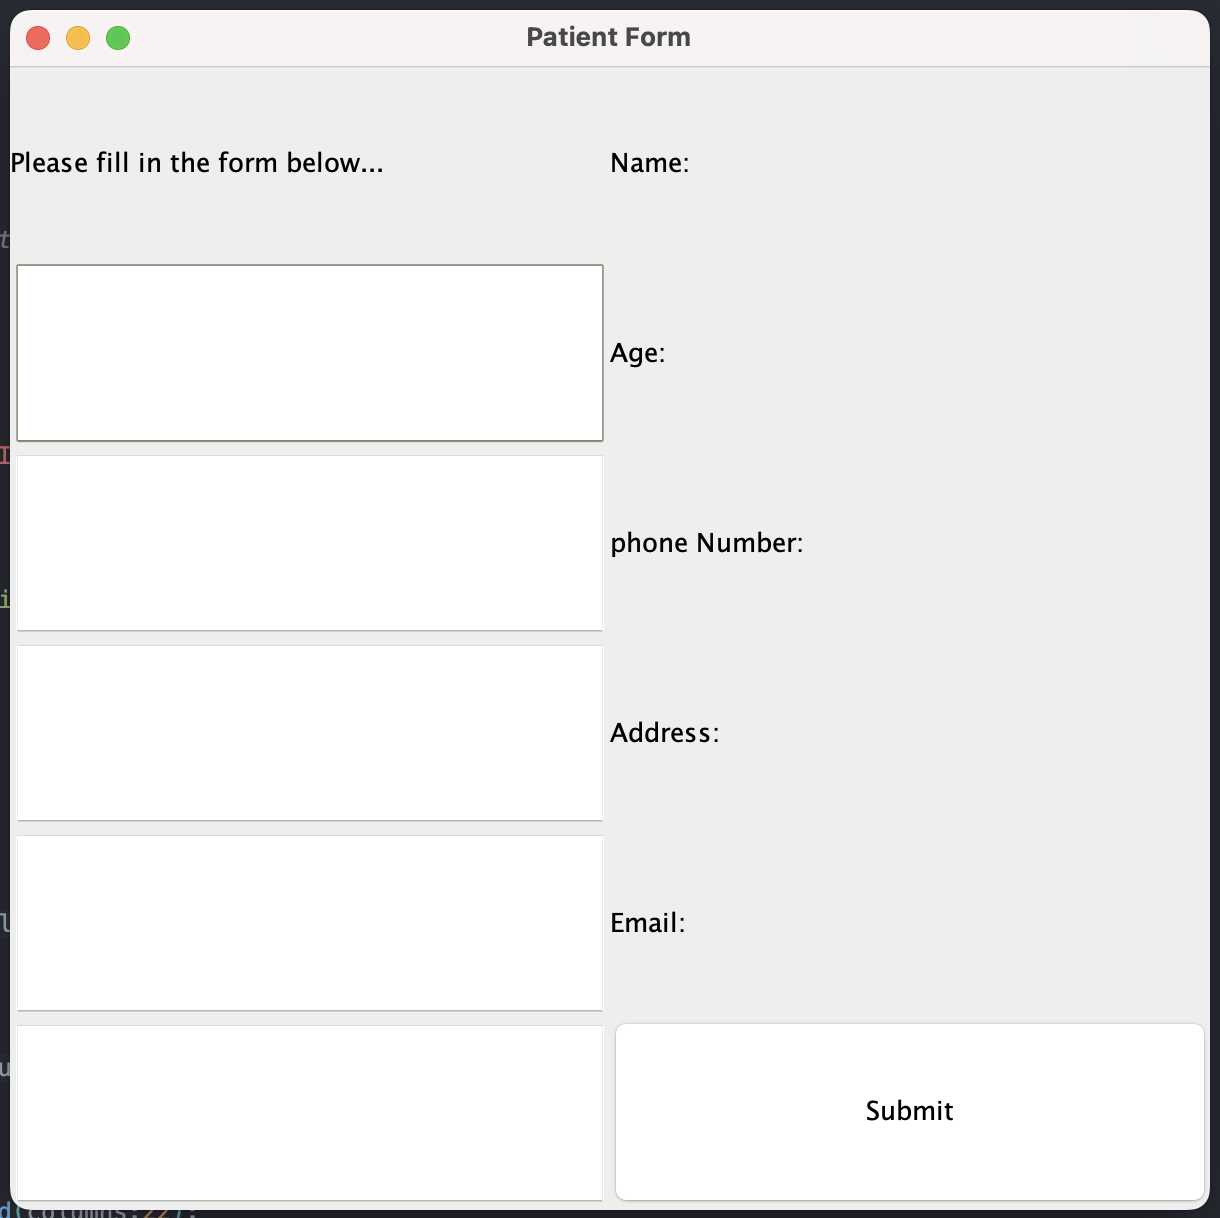 Patient Form
Please fill in the form below...
Name:
Age:
phone Number:
Address:
Email:
Submit